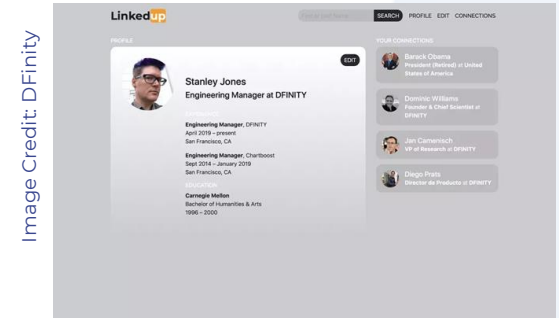 Image Credit: DFinity
Linkedup
SEARCH
PROFILE EDIT CONNECTIONS
PROFILE
EDIT
Stanley Jones
Engineering Manager at DFINITY
Engineering Manager, DFINITY
April 2019 – present
San Francisco, CA
Engineering Manager, Chartboost
Sept 2014 – January 2019
San Francisco, CA
EDUCATION
Carnegie Mellon
Bachelor of Humanities & Arts
1996 – 2000
YOUR CONNECTIONS
Barack Obama
President (Retired) at United
States of America
Dominic Williams
Founder & Chief Scientist at
DFINITY
Jan Camenisch
VP of Research at DFINITY
Diego Prats
Director de Producto at DFINITY